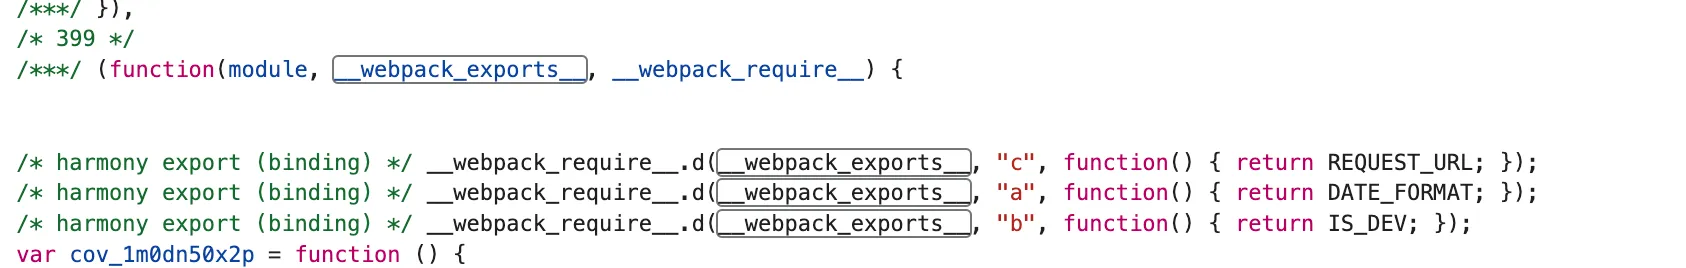 /***/ }),
/* 399 */
/***/ (function(module, __webpack_exports__, __webpack_require__) {
/* harmony export (binding) */ __webpack_require__.d(__webpack_exports__, "c", function() { return REQUEST_URL; });
/* harmony export (binding) */ __webpack_require__.d(__webpack_exports__, "a", function() { return DATE_FORMAT; });
/* harmony export (binding) */ __webpack_require__.d(__webpack_exports__, "b", function() { return IS_DEV; });
var cov_1m0dn50x2p = function () {